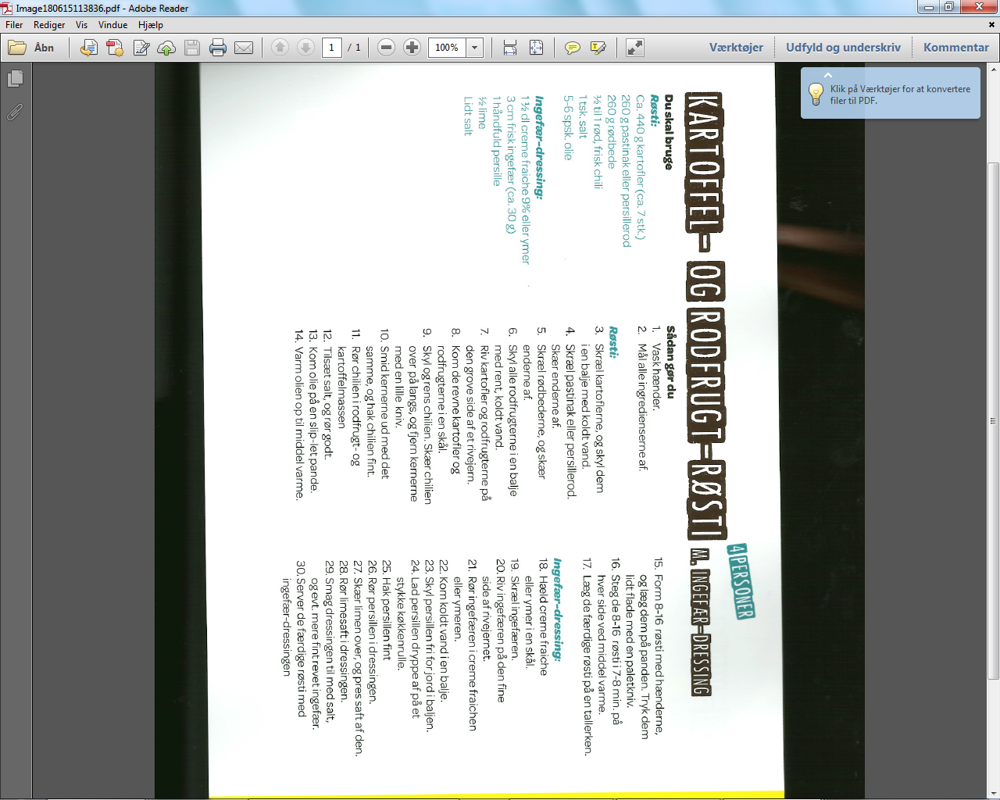 Image180615113836.pdf - Adobe Reader
Filer Rediger Vis Vindue Hjælp
Åbn
1 / 1
100%
Værktøjer
Udfyld og underskriv
Kommentar
Klik på Værktøjer for at konvertere
filer til PDF.
KARTOFFEL- OG RODFRUGT-RØSTI M. INGEFÆR-DRESSING
4 PERSONER
Du skal bruge
Røsti:
Ca. 440 g kartofler (ca. 7 stk.)
260 g pastinak eller persillerod
260 g rødbede
½ til 1 rød, frisk chili
1 tsk. salt
5-6 spsk. olie
Ingefær-dressing:
1 ½ dl creme fraiche 9% eller ymer
3 cm frisk ingefær (ca. 30 g)
1 håndfuld persille
½ lime
Lidt salt
Sådan gør du
1. Vask hænder.
2. Mål alle ingredienserne af.
Røsti:
3. Skræl kartoflerne, og skyl dem
i en balje med koldt vand.
4. Skræl pastinak eller persillerod.
Skær enderne af.
5. Skræl rødbederne, og skær
enderne af.
6. Skyl alle rodfrugterne i en balje
med rent, koldt vand.
7. Riv kartofler og rodfrugterne på
den grove side af et rivejern.
8. Kom de revne kartofler og
rodfrugterne i en skål.
9. Skyl og rens chilien. Skær chilien
over på langs, og fjern kernerne
med en lille kniv.
10. Smid kernerne ud med det
samme, og hak chilien fint.
11. Rør chilien i rodfrugt- og
kartoffelmassen
12. Tilsæt salt, og rør godt.
13. Kom olie på en slip-let pande.
14. Varm olien op til middel varme.
15. Form 8-16 røsti med hænderne,
og læg dem på panden. Tryk dem
lidt flade med en paletkniv.
16. Steg de 8-16 røsti i 7-8 min. på
hver side ved middel varme.
17. Læg de færdige røsti på en tallerken.
Ingefær-dressing:
18. Hæld creme fraiche
eller ymer i en skål.
19. Skræl ingefæren.
20. Riv ingefæren på den fine
side af rivejernet.
21. Rør ingefæren i creme fraichen
eller ymeren.
22. Kom koldt vand i en balje.
23. Skyl persillen fri for jord i baljen.
24. Lad persillen dryppe af på et
stykke køkkenrulle.
25. Hak persillen fint
26. Rør persillen i dressingen.
27. Skær limen over, og pres saft af den.
28. Rør limesaft i dressingen.
29. Smag dressingen til med salt,
og evt. mere fint revet ingefær.
30. Server de færdige røsti med
ingefær-dressingen